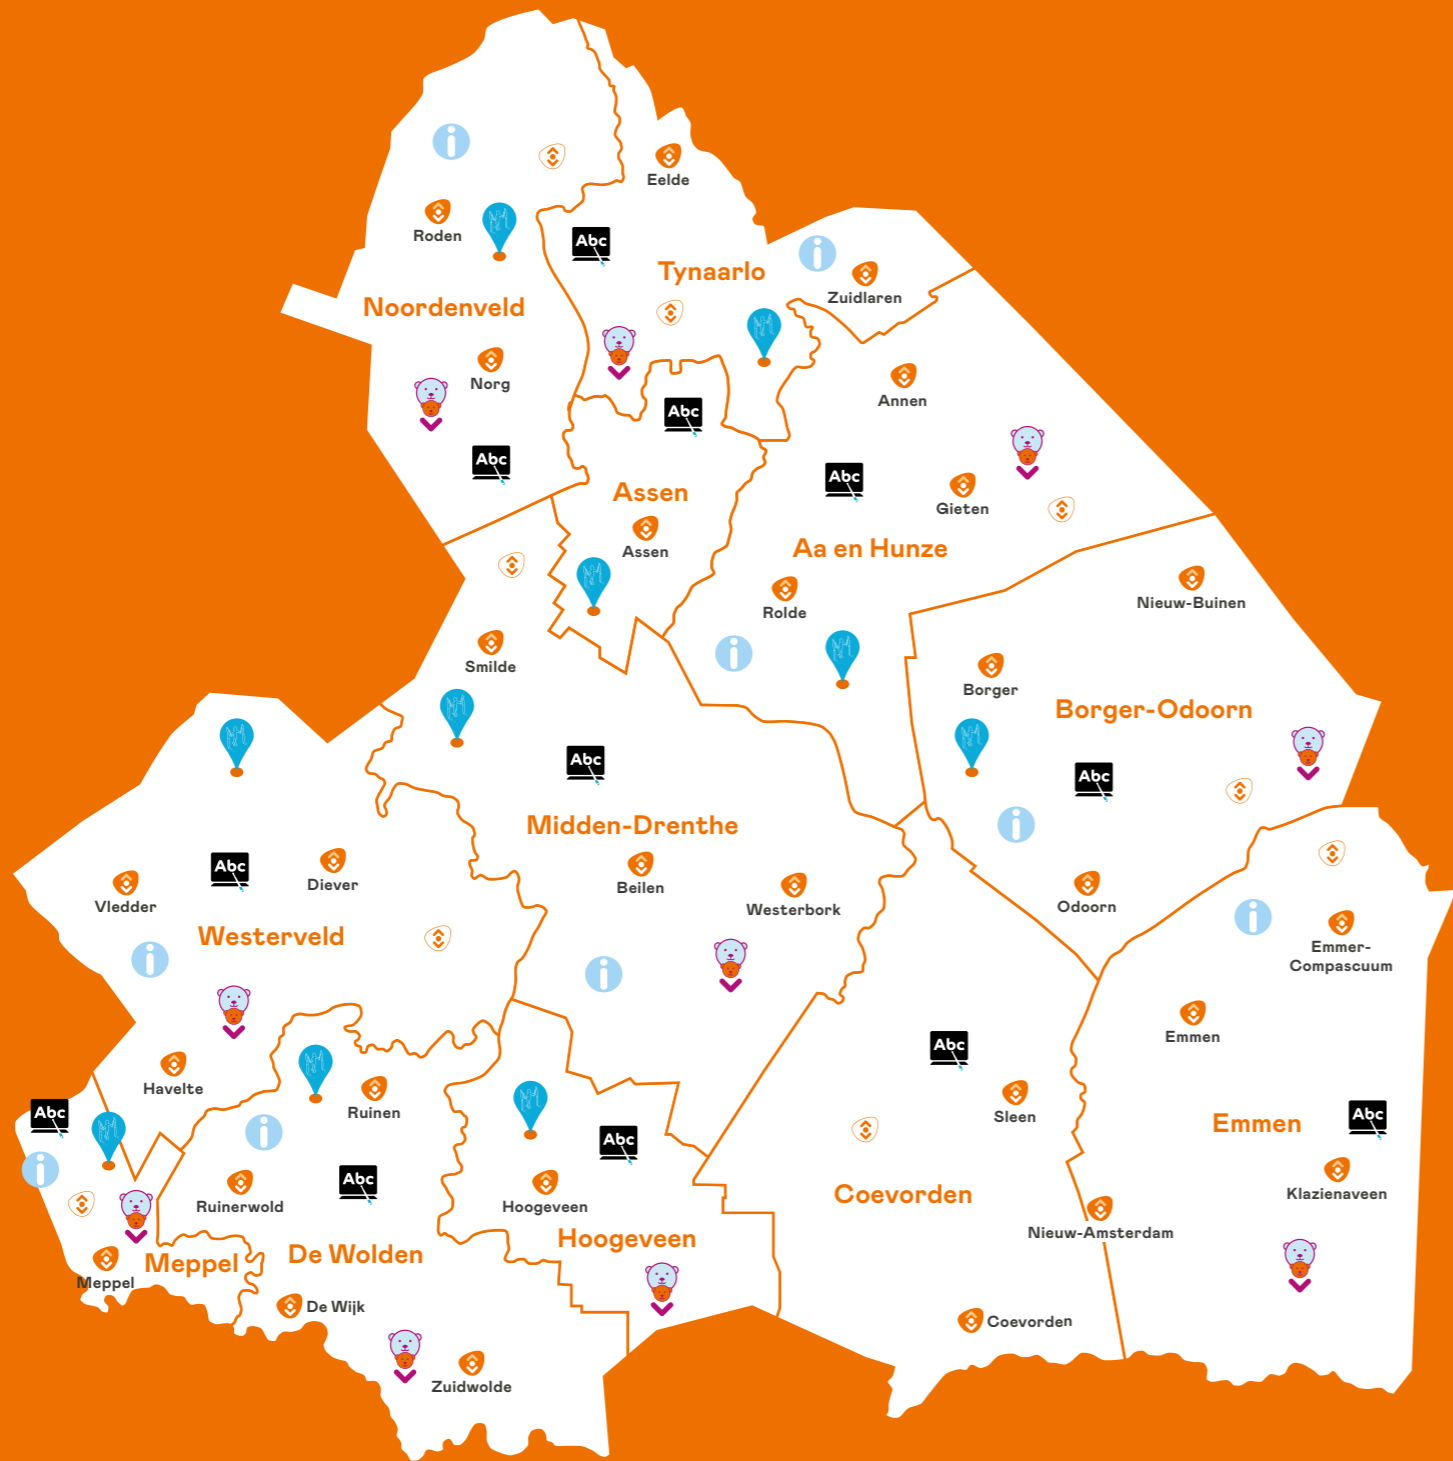 Eelde
Roden
Abc
Tynaarlo
i
i
Zuidlaren
Noordenveld
Norg
Annen
Abc
Abc
Abc
Assen
Gieten
Assen
Aa en Hunze
Rolde
Nieuw-Buinen
Smilde
i
Borger
Borger-Odoorn
Abc
Abc
Midden-Drenthe
i
Abc
Diever
Beilen
Vledder
Westerbork
Odoorn
Westerveld
i
Emmer-
Compascuum
i
i
Emmen
Abc
Havelte
Ruinen
Sleen
Abc
i
Abc
Emmen
Abc
i
Abc
Klazienaveen
Ruinerwold
Hoogeveen
Coevorden
Nieuw-Amsterdam
Hoogeveen
De Wolden
Meppel
Meppel
De Wijk
Coevorden
Zuidwolde